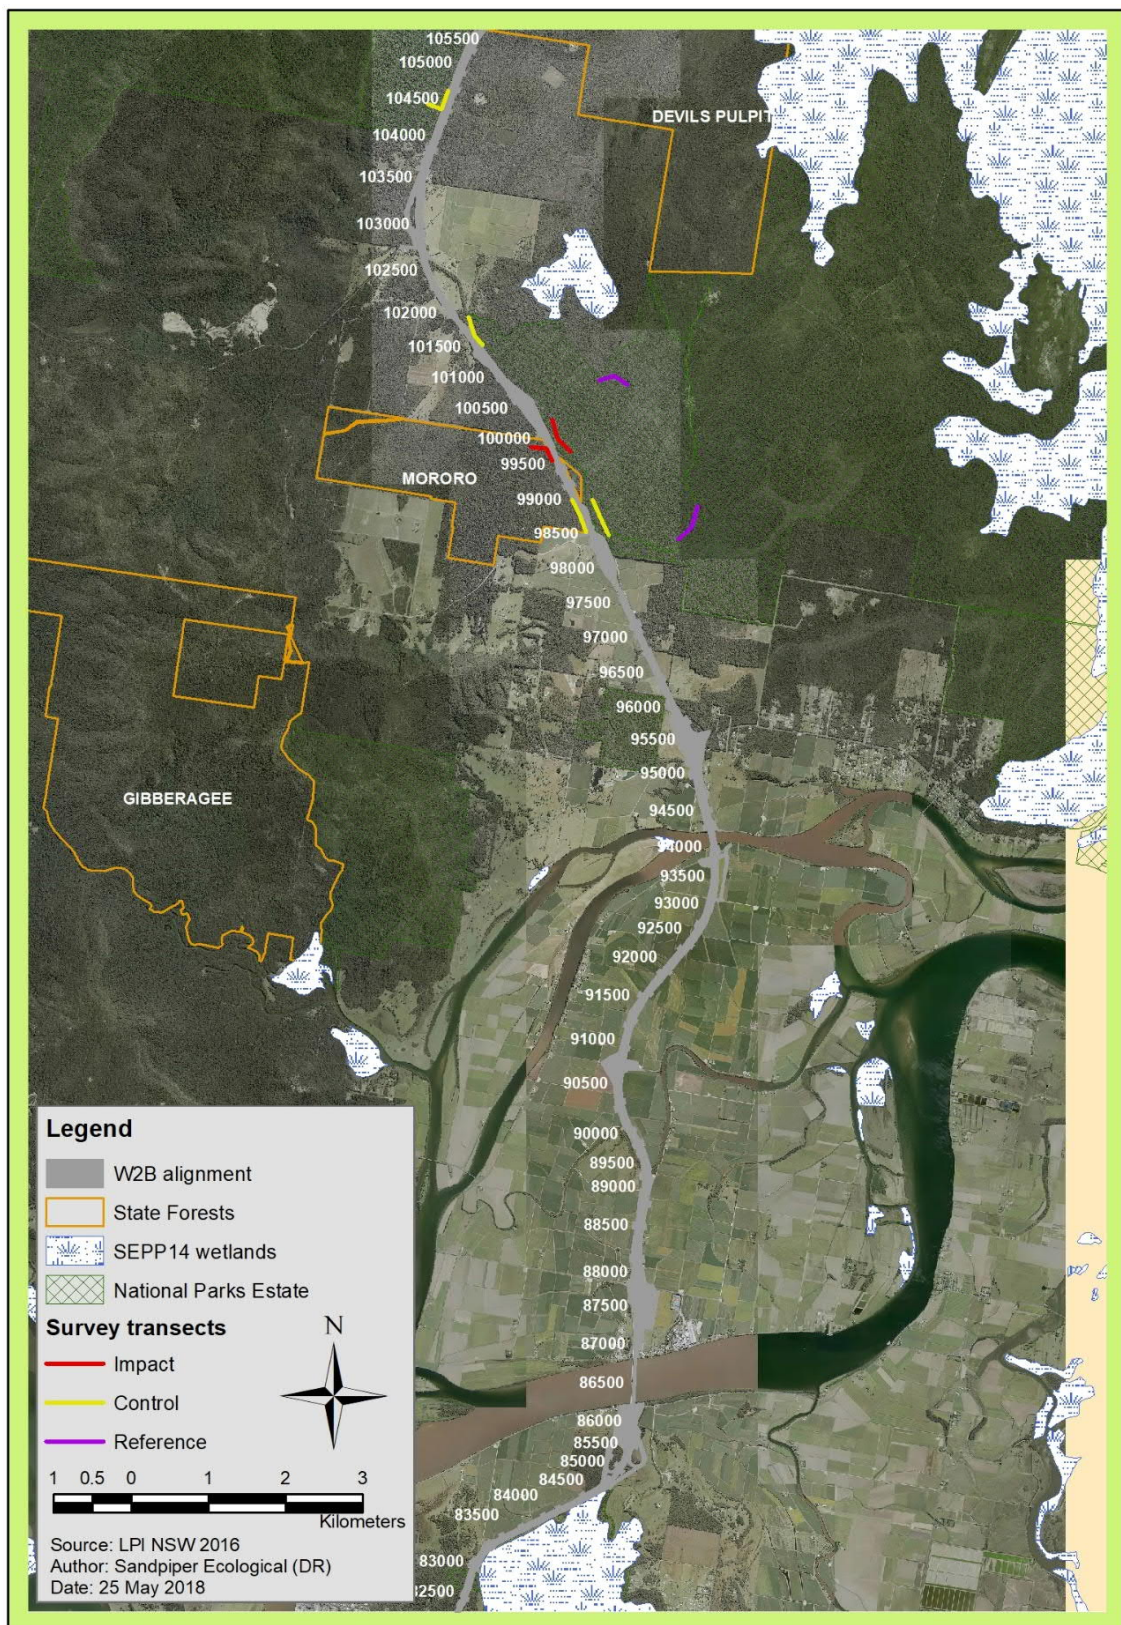 105500
105000
104500
DEVILS PULPIT
104000
103500
103000
102500
102000
101500
101000
100500
100000
99500
MORORO
99000
98500
98000
97500
97000
96500
96000
95500
95000
GIBBERAGEE
94500
94000
93500
93000
92500
92000
91500
91000
90500
90000
89500
89000
88500
88000
87500
87000
86500
86000
85500
85000
84500
84000
83500
83000
82500
Legend
W2B alignment
State Forests
SEPP14 wetlands
National Parks Estate
Survey transects
N
Impact
Control
Reference
1 0.5 0 1 2 3
Kilometers
Source: LPI NSW 2016
Author: Sandpiper Ecological (DR)
Date: 25 May 2018